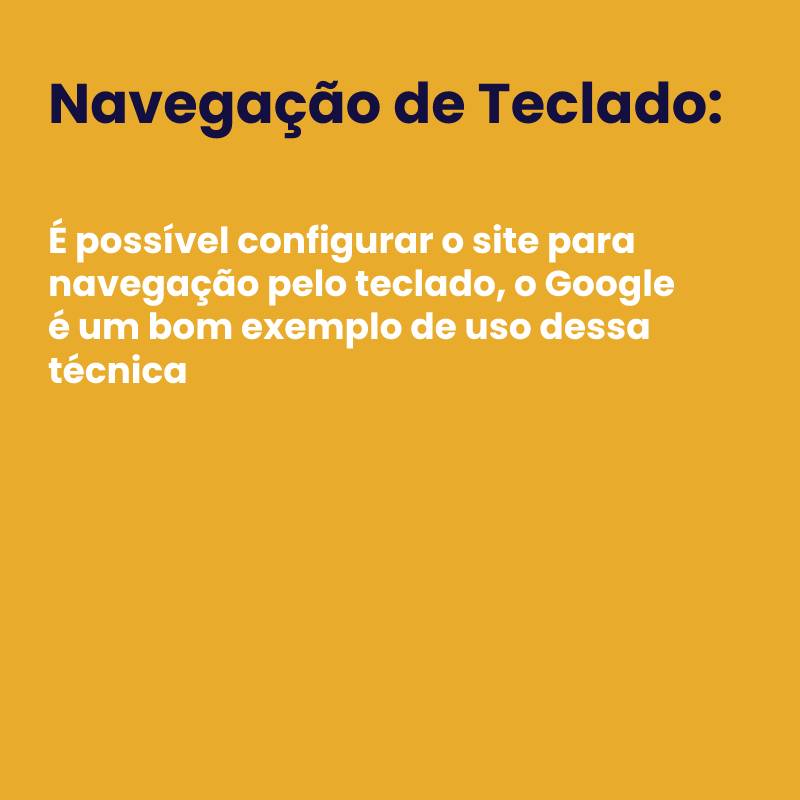 Navegação de Teclado:
É possível configurar o site para
navegação pelo teclado, o Google
é um bom exemplo de uso dessa
técnica